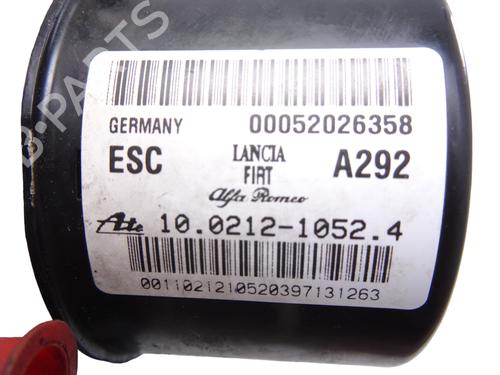 B-PARTS
GERMANY 00052026358
ESC LANCIA A292
FIAT
Alfa Romeo
Ate 10.0212-1052.4
00110212105203971312​63